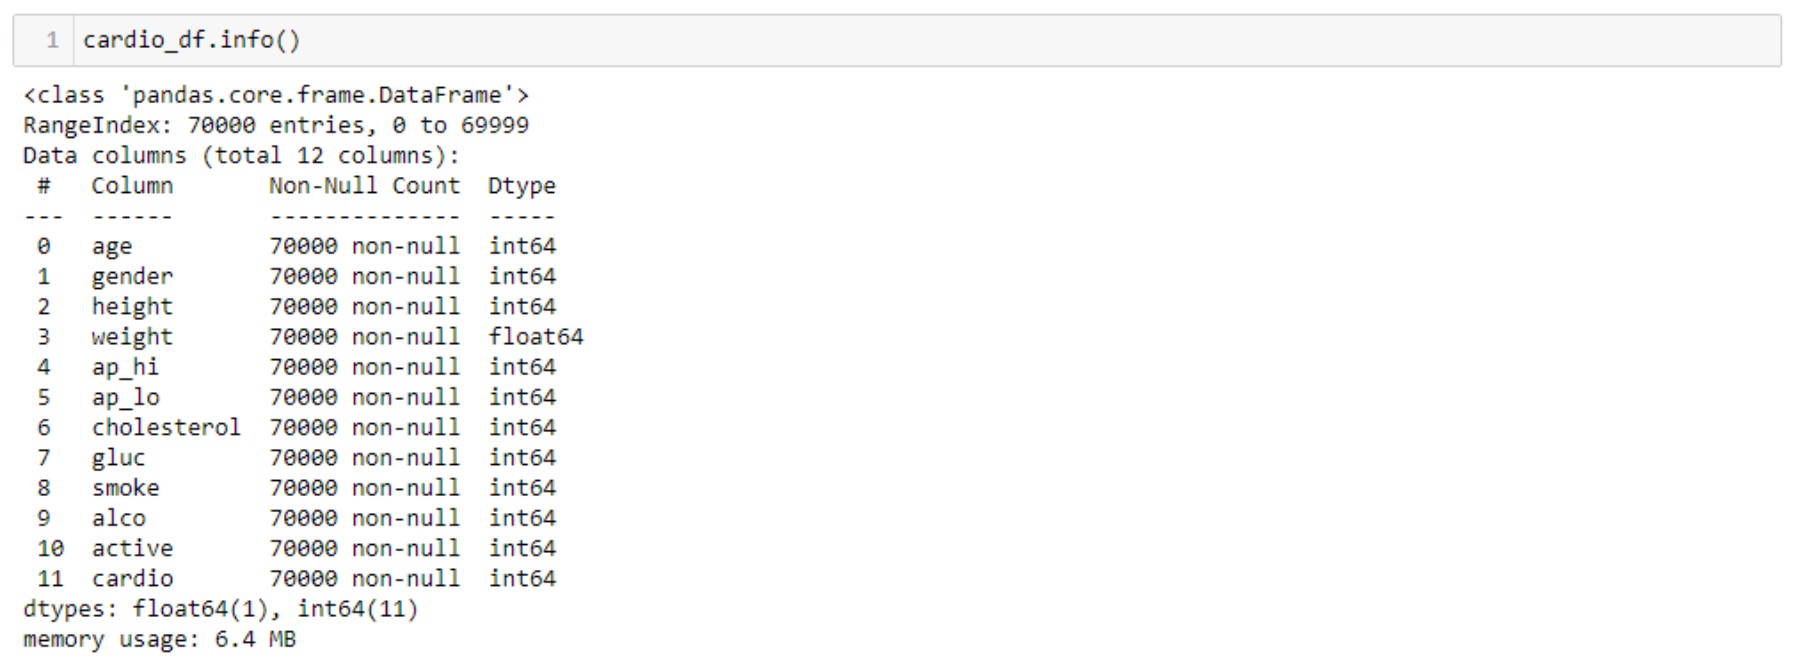 1 cardio_df.info()
<class 'pandas.core.frame.DataFrame'>
RangeIndex: 70000 entries, 0 to 69999
Data columns (total 12 columns):
 #   Column       Non-Null Count  Dtype
---  ------       --------------  -----
 0   age          70000 non-null  int64
 1   gender       70000 non-null  int64
 2   height       70000 non-null  int64
 3   weight       70000 non-null  float64
 4   ap_hi        70000 non-null  int64
 5   ap_lo        70000 non-null  int64
 6   cholesterol  70000 non-null  int64
 7   gluc         70000 non-null  int64
 8   smoke        70000 non-null  int64
 9   alco         70000 non-null  int64
 10  active       70000 non-null  int64
 11  cardio       70000 non-null  int64
dtypes: float64(1), int64(11)
memory usage: 6.4 MB